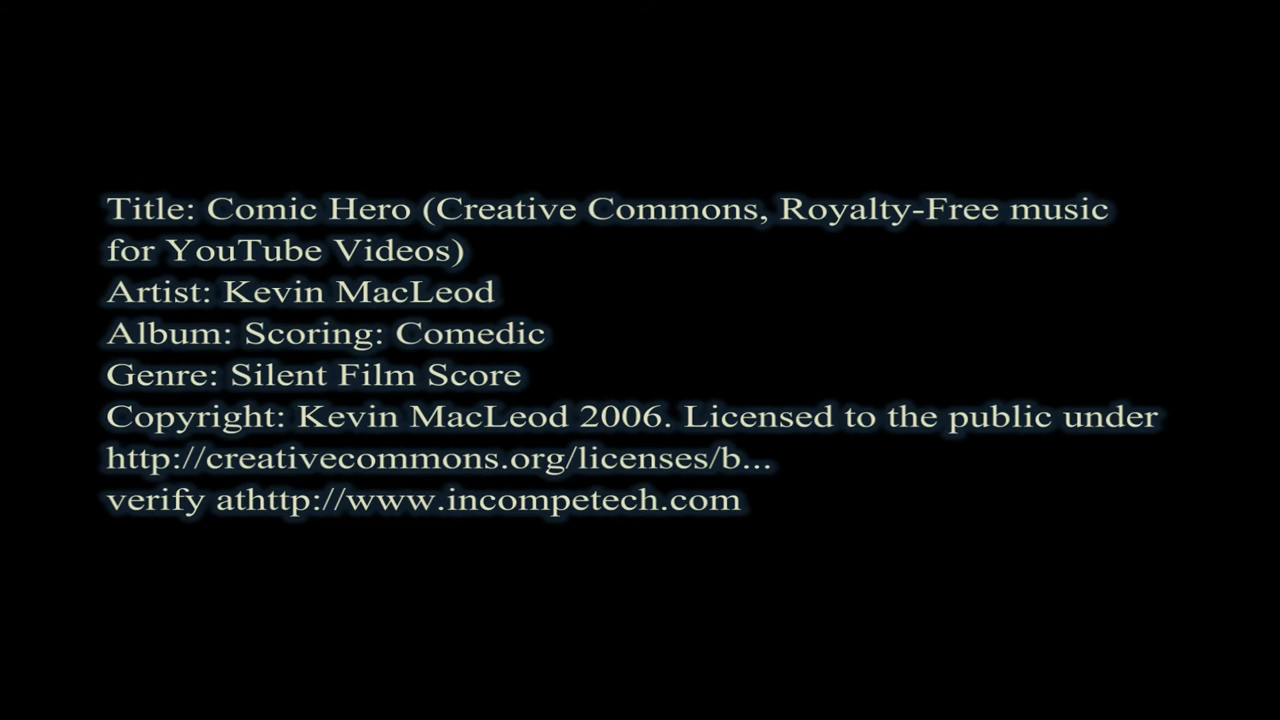 Title: Comic Hero (Creative Commons, Royalty-Free music
for YouTube Videos)
Artist: Kevin MacLeod
Album: Scoring: Comedic
Genre: Silent Film Score
Copyright: Kevin MacLeod 2006. Licensed to the public under
http://creativecommons.org/licenses/b...
verify athttp://www.incompetech.com